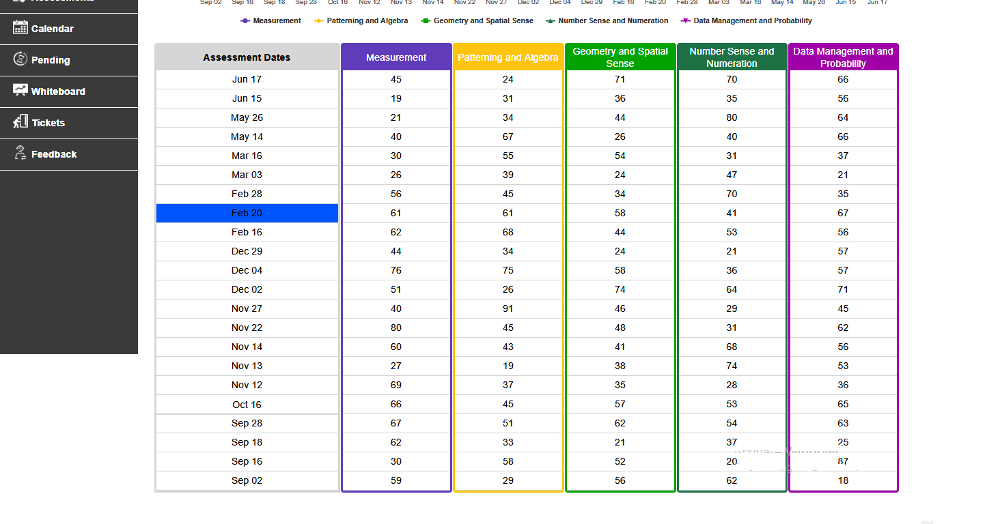 Sep 02 Sep 16 Sep 18 Sep 28 Oct 16 Nov 12 Nov 13 Nov 14 Nov 22 Nov 27 Dec 02 Dec 04 Dec 29 Feb 16 Feb 20 Feb 28 Mar 03 Mar 16 May 14 May 26 Jun 15 Jun 17
Measurement Patterning and Algebra Geometry and Spatial Sense Number Sense and Numeration Data Management and Probability
Calendar
Pending
Whiteboard
Tickets
Feedback
Assessment Dates Measurement Patterning and Algebra Geometry and Spatial Sense Number Sense and Numeration Data Management and Probability
Jun 17 45 24 71 70 66
Jun 15 19 31 36 35 56
May 26 21 34 44 80 64
May 14 40 67 26 40 66
Mar 16 30 55 54 31 37
Mar 03 26 39 24 47 21
Feb 28 56 45 34 70 35
Feb 20 61 61 58 41 67
Feb 16 62 68 44 53 56
Dec 29 44 34 24 21 57
Dec 04 76 75 58 36 57
Dec 02 51 26 74 64 71
Nov 27 40 91 46 29 45
Nov 22 80 45 48 31 62
Nov 14 60 43 41 68 56
Nov 13 27 19 38 74 53
Nov 12 69 37 35 28 36
Oct 16 66 45 57 53 65
Sep 28 67 51 62 54 63
Sep 18 62 33 21 37 25
Sep 16 30 58 52 20 87
Sep 02 59 29 56 62 18